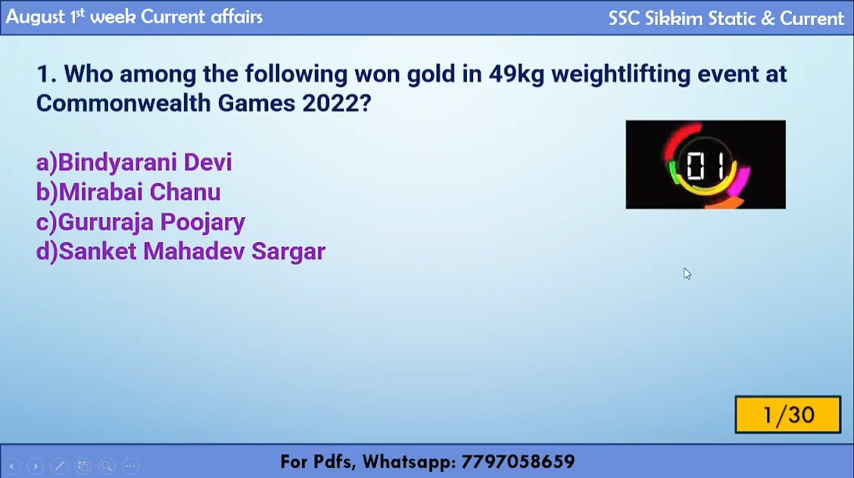 August 1st week Current affairs
SSC Sikkim Static & Current
1. Who among the following won gold in 49kg weightlifting event at
Commonwealth Games 2022?
a)Bindyarani Devi
b)Mirabai Chanu
c)Gururaja Poojary
d)Sanket Mahadev Sargar
01
1/30
For Pdfs, Whatsapp: 7797058659